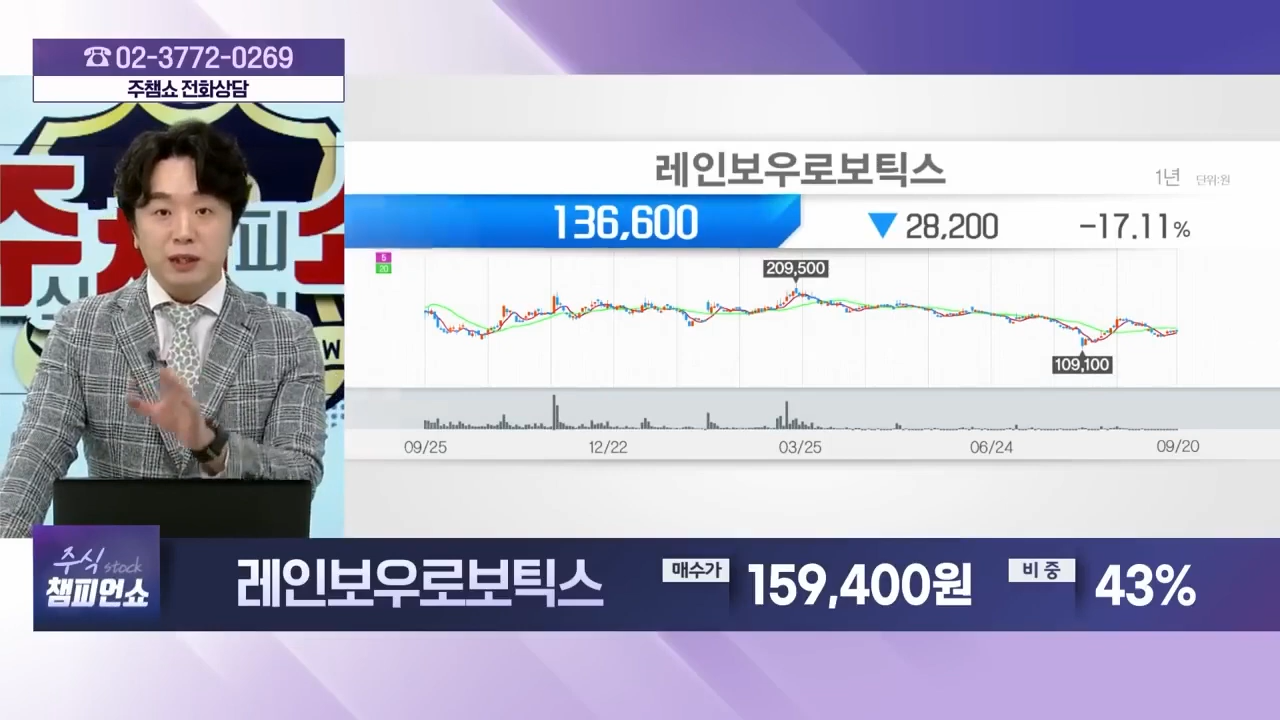 ☎02-3772-0269
주챔쇼 전화상담
레인보우로보틱스
1년 단위:원
136,600 ▼28,200 -17.11%
5
20
209,500
109,100
09/25 12/22 03/25 06/24 09/20
주식 stock
챔피언쇼
레인보우로보틱스 매수가 159,400원 비중 43%